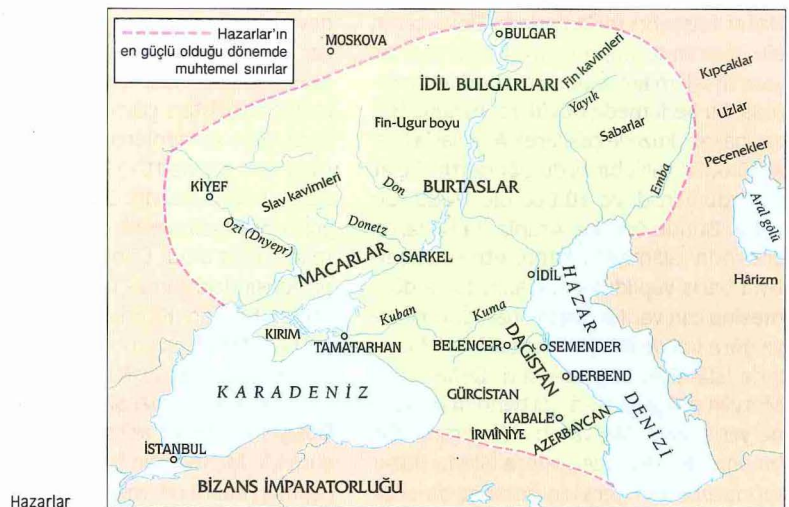 Hazarlar'ın
en güçlü olduğu dönemde
muhtemel sınırlar
MOSKOVA
BULGAR
İDİL BULGARLARI
Fin kavimleri
Yayık
Sabarlar
Kıpçaklar
Uzlar
Peçenekler
Fin-Ugur boyu
Emba
Aral gölü
Hârizm
KİYEF
Slav kavimleri
Don
BURTASLAR
Özi (Dnyepr)
Donetz
MACARLAR
SARKEL
İDİL
HAZAR DENİZİ
KIRIM
TAMATARHAN
Kuban
Kuma
BELENCER
SEMENDER
DAĞISTAN
DERBEND
KARADENİZ
GÜRCİSTAN
KABALE
İRMÎNİYE
AZERBAYCAN
İSTANBUL
BİZANS İMPARATORLUĞU
Hazarlar